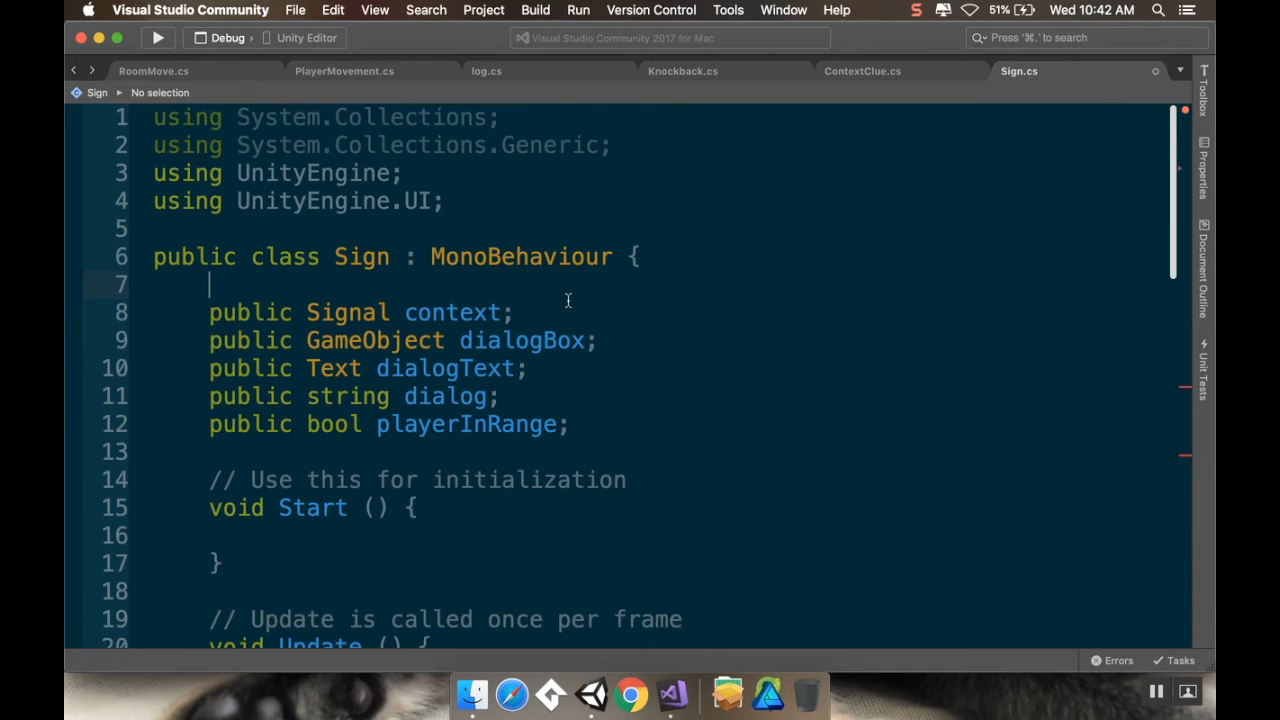 Visual Studio Community File Edit View Search Project Build Run Version Control Tools Window Help 51% Wed 10:42 AM
Debug Unity Editor Visual Studio Community 2017 for Mac Press '⌘.' to search
RoomMove.cs PlayerMovement.cs log.cs Knockback.cs ContextClue.cs Sign.cs
Sign No selection
1 using System.Collections;
2 using System.Collections.Generic;
3 using UnityEngine;
4 using UnityEngine.UI;
5
6 public class Sign : MonoBehaviour {
7
8 public Signal context;
9 public GameObject dialogBox;
10 public Text dialogText;
11 public string dialog;
12 public bool playerInRange;
13
14 // Use this for initialization
15 void Start () {
16
17 }
18
19 // Update is called once per frame
20 void Update () {
Toolbox
Properties
Document Outline
Unit Tests
Errors Tasks